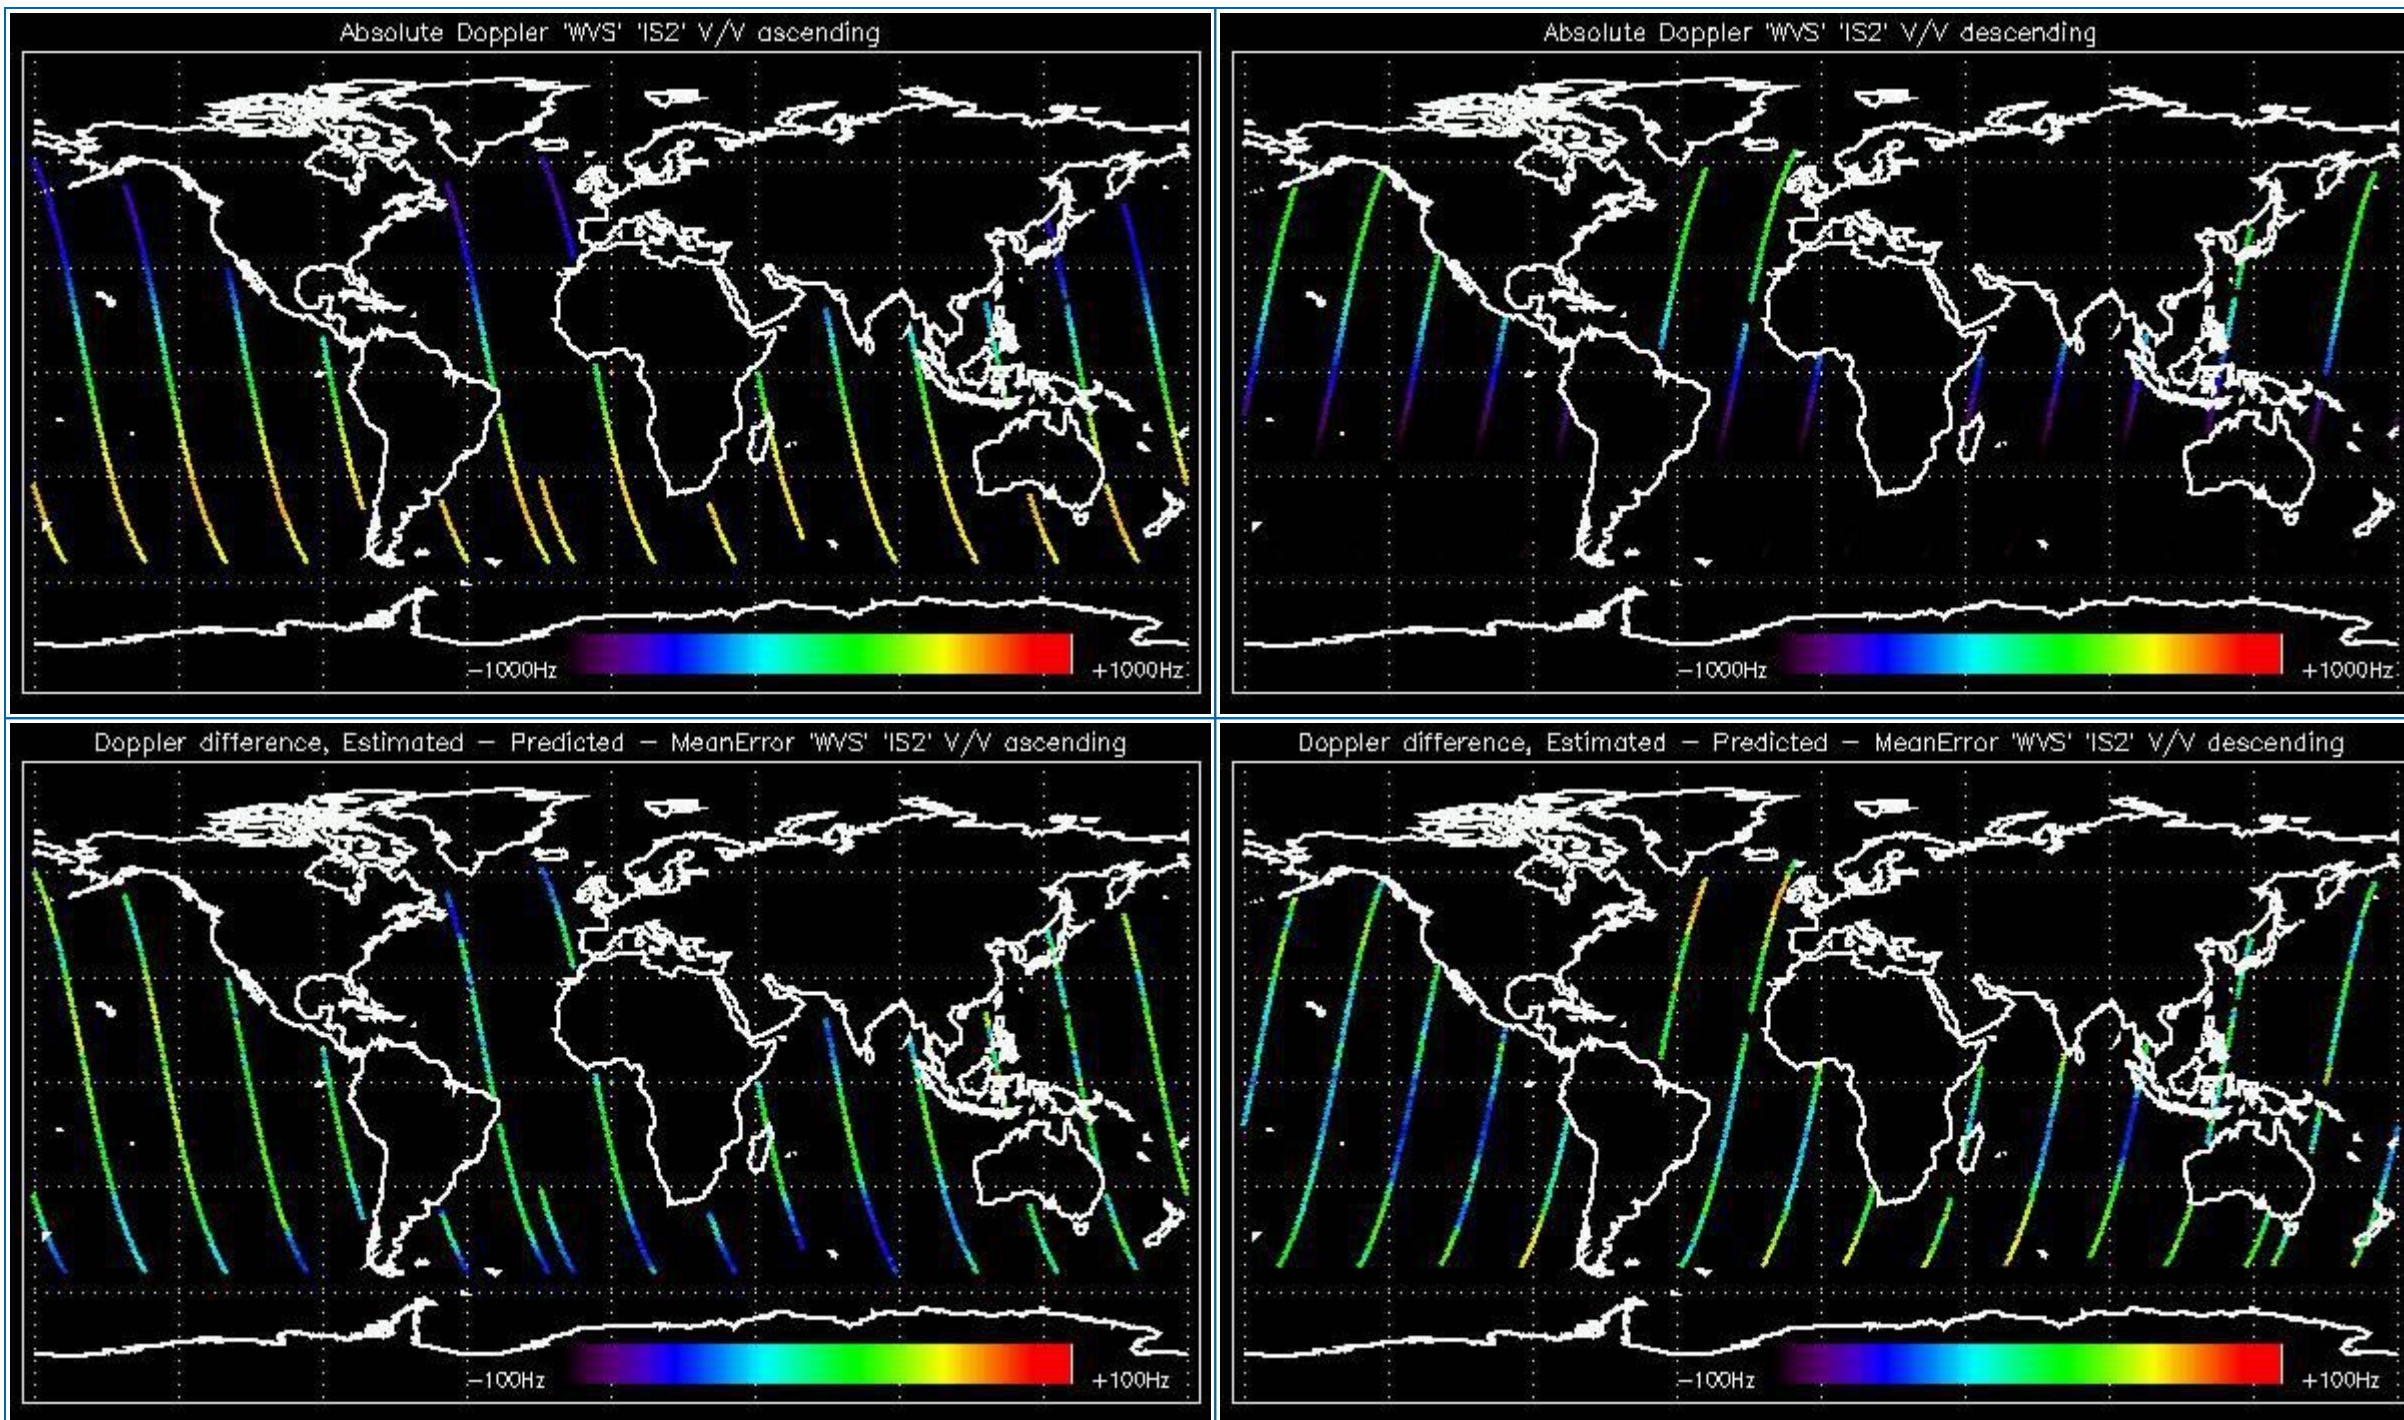 Absolute Doppler 'WVS' 'IS2' V/V ascending
-1000Hz
+1000Hz
Absolute Doppler 'WVS' 'IS2' V/V descending
-1000Hz
+1000Hz
Doppler difference, Estimated - Predicted - MeanError 'WVS' 'IS2' V/V ascending
-100Hz
+100Hz
Doppler difference, Estimated - Predicted - MeanError 'WVS' 'IS2' V/V descending
-100Hz
+100Hz